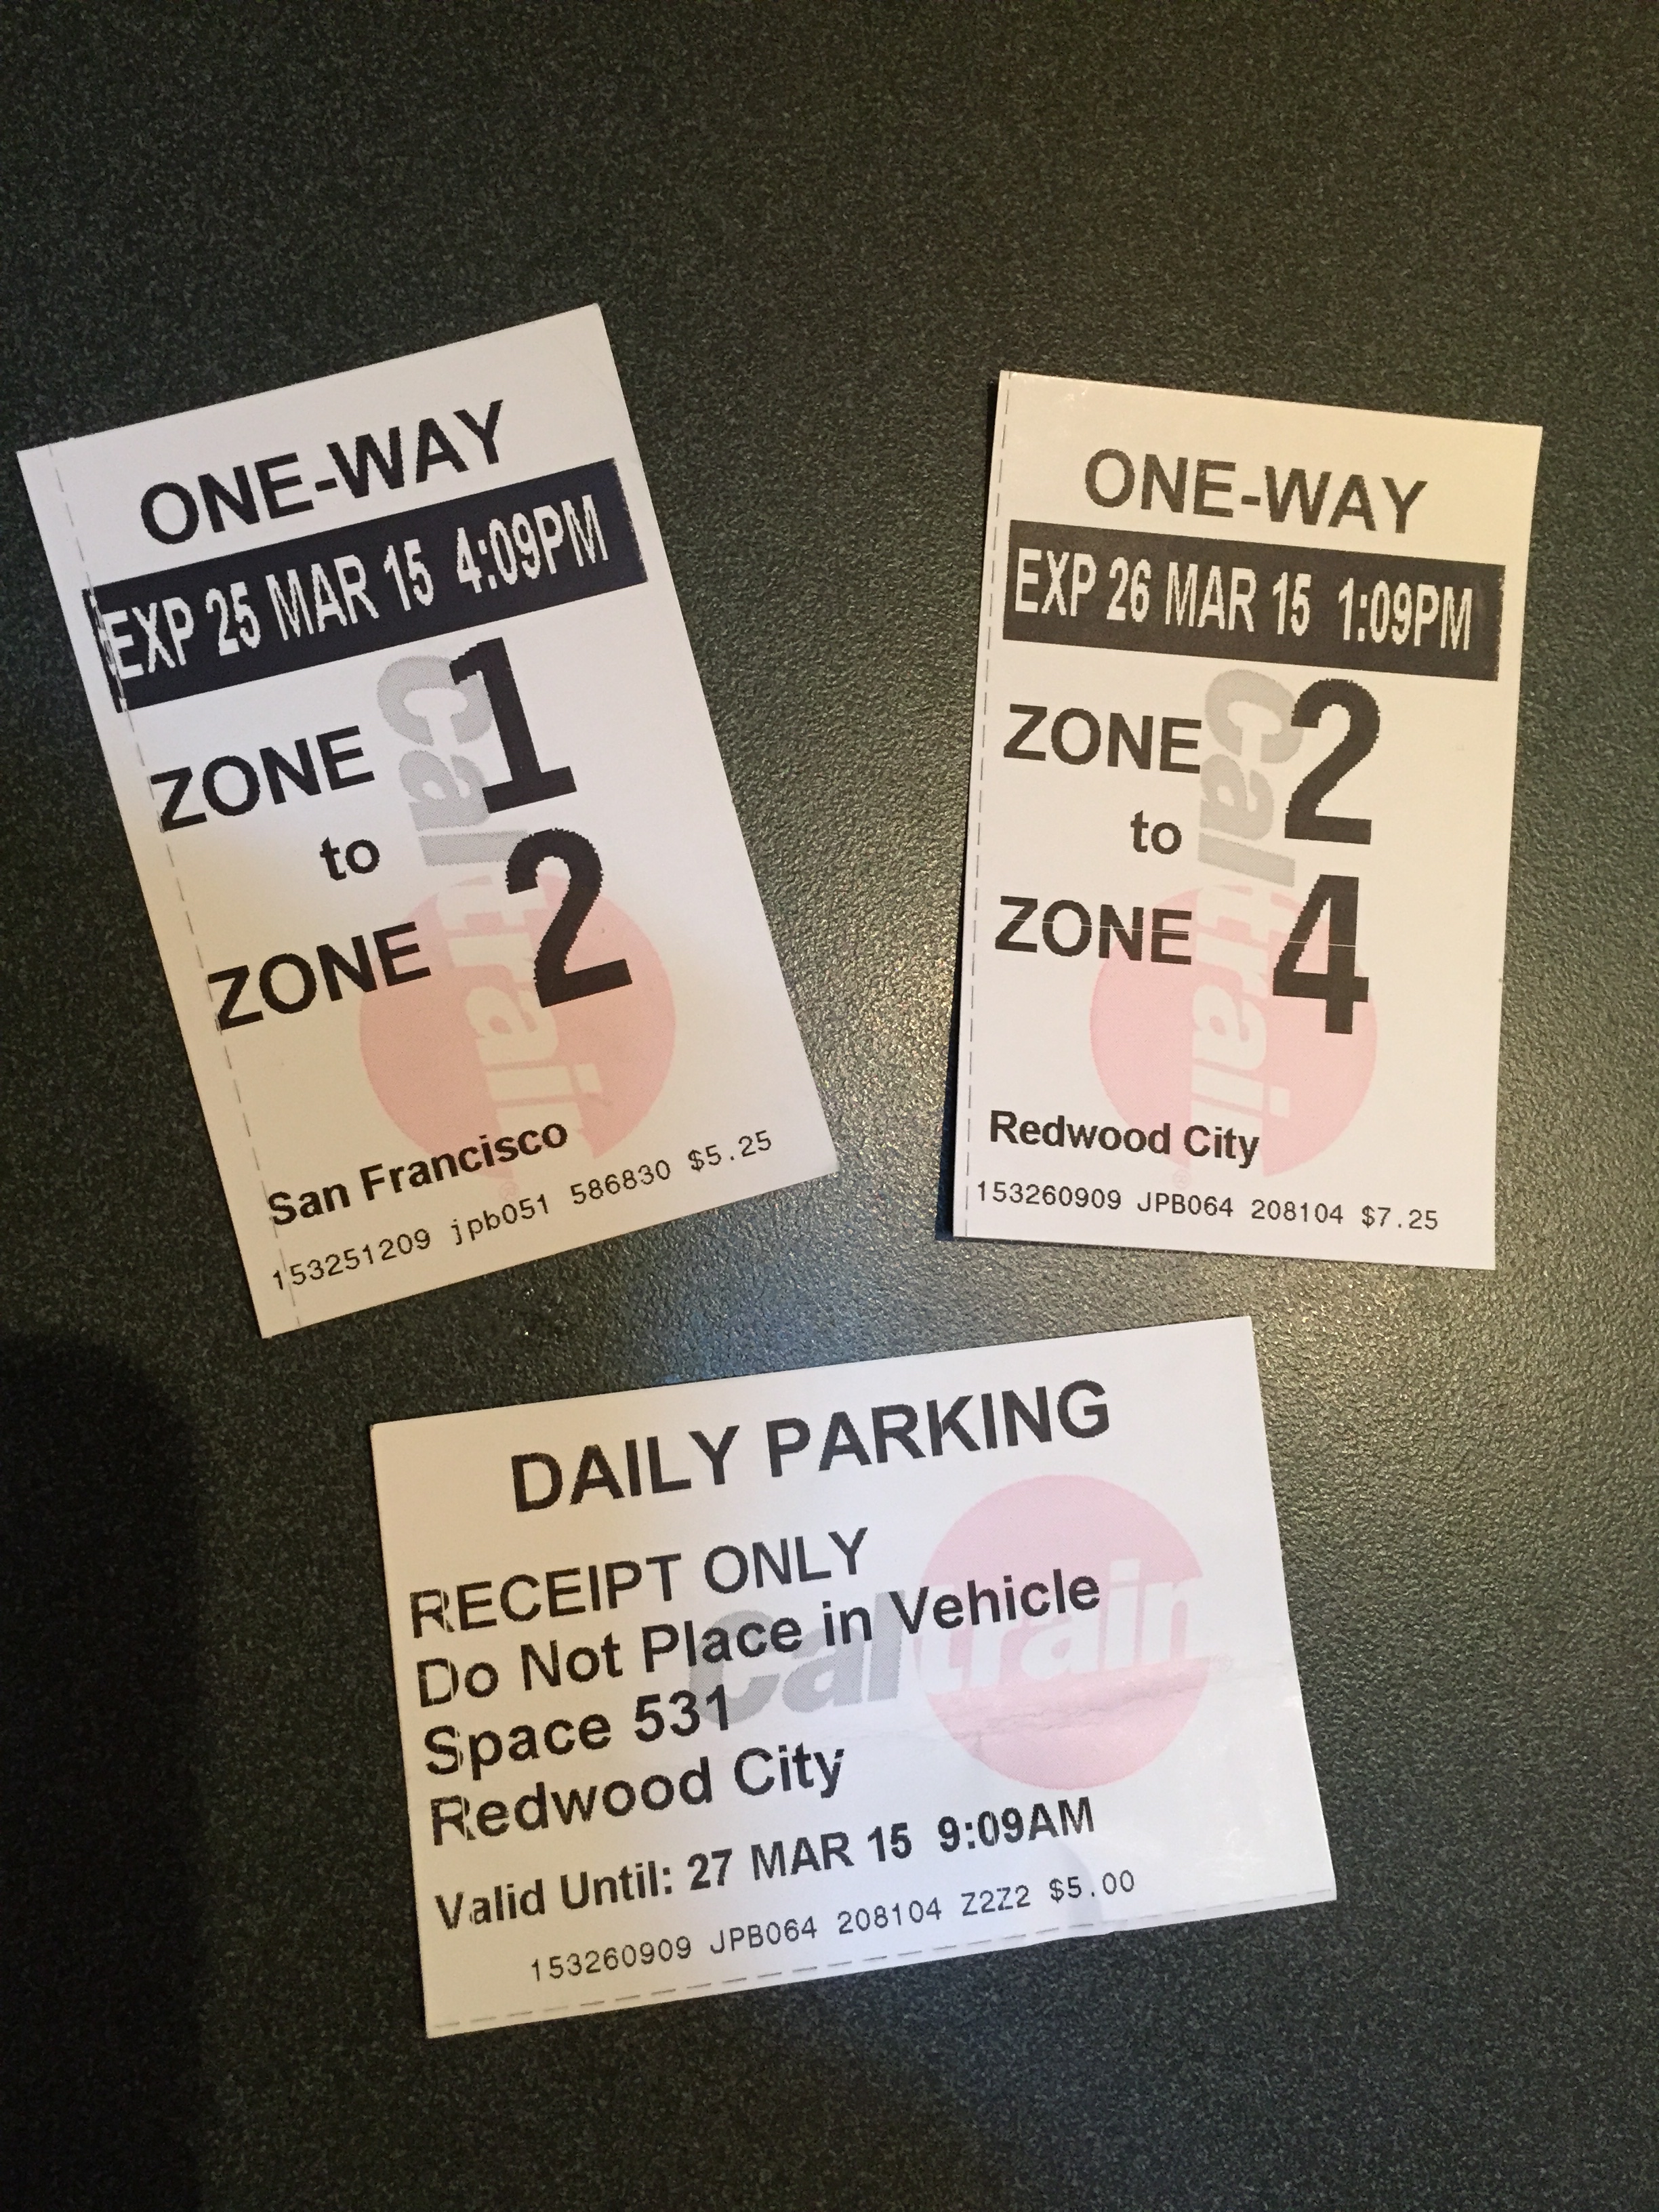 ONE-WAY
EXP 25 MAR 15 4:09PM
ZONE 1
to
ZONE 2
Caltrain
San Francisco
153251209 jpb051 586830 $5.25
ONE-WAY
EXP 26 MAR 15 1:09PM
ZONE 2
to
ZONE 4
Caltrain
Redwood City
153260909 JPB064 208104 $7.25
DAILY PARKING
RECEIPT ONLY
Do Not Place in Vehicle
Caltrain
Space 531
Redwood City
Valid Until: 27 MAR 15 9:09AM
153260909 JPB064 208104 Z2Z2 $5.00